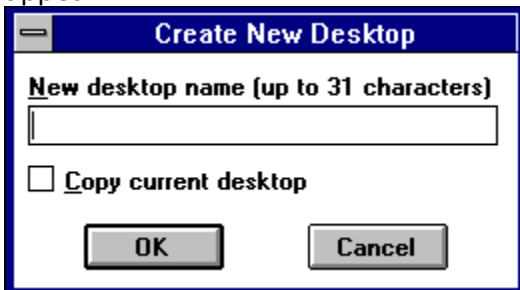 Create New Desktop
New desktop name (up to 31 characters)
Copy current desktop
OK Cancel